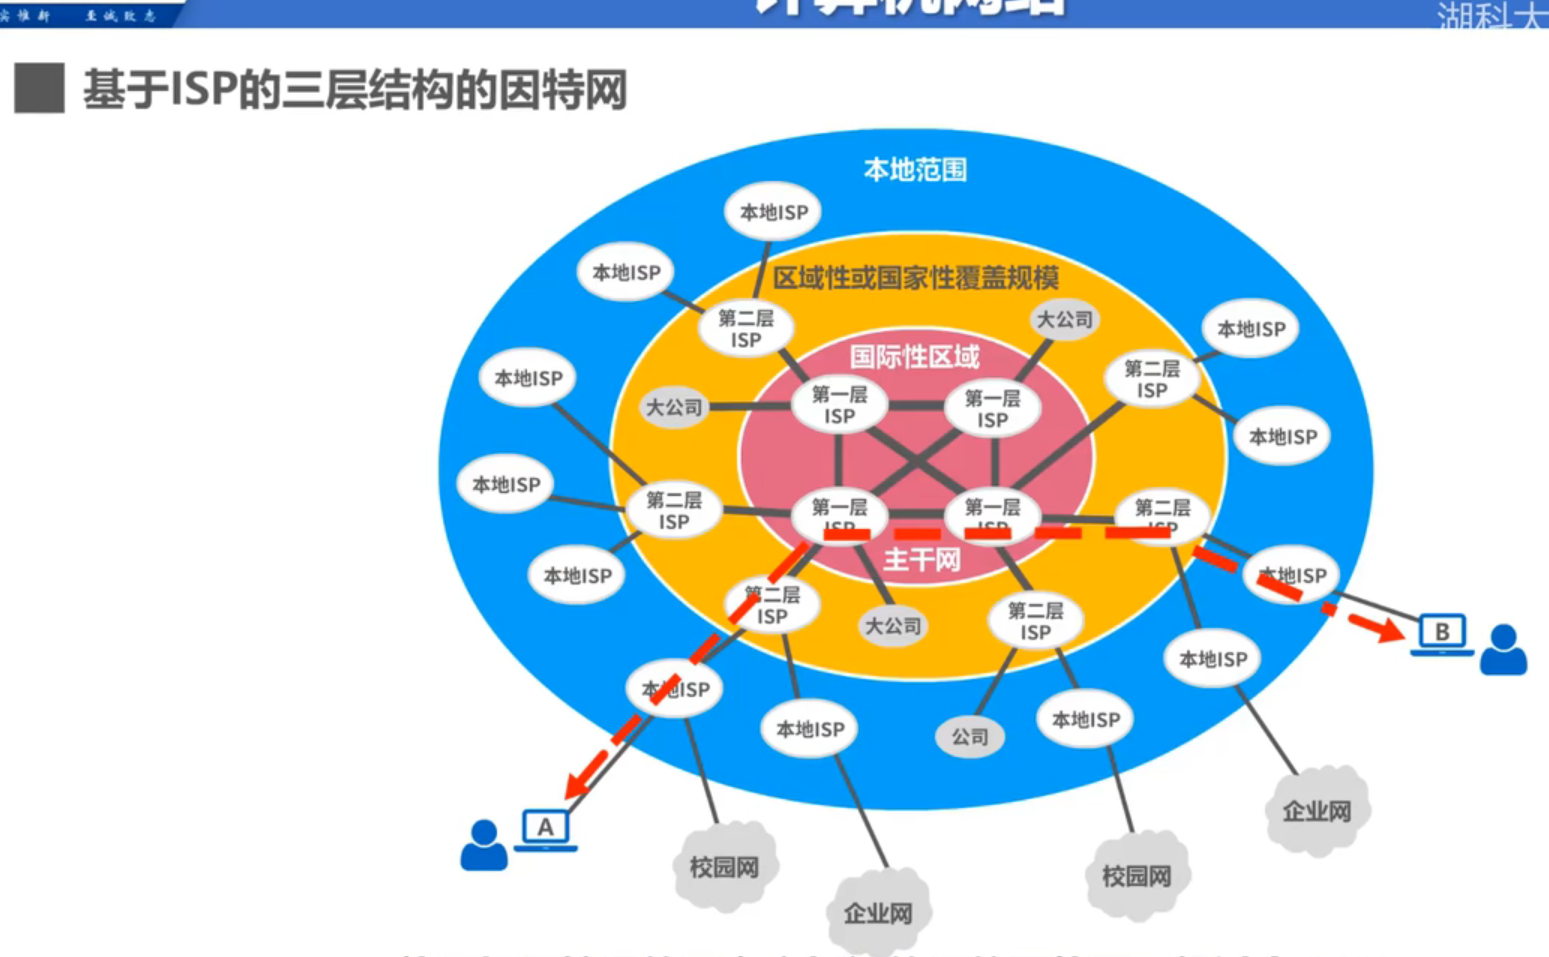 计算机网络
湖科大
基于ISP的三层结构的因特网
本地范围
本地ISP
本地ISP
区域性或国家性覆盖规模
第二层
ISP
大公司
本地ISP
国际性区域
第二层
ISP
本地ISP
大公司
第一层
ISP
第一层
ISP
本地ISP
本地ISP
第二层
ISP
第一层
ISP
第一层
ISP
第二层
ISP
主干网
本地ISP
本地ISP
第二层
ISP
大公司
第二层
ISP
B
本地ISP
本地ISP
本地ISP
公司
本地ISP
A
企业网
校园网
校园网
企业网